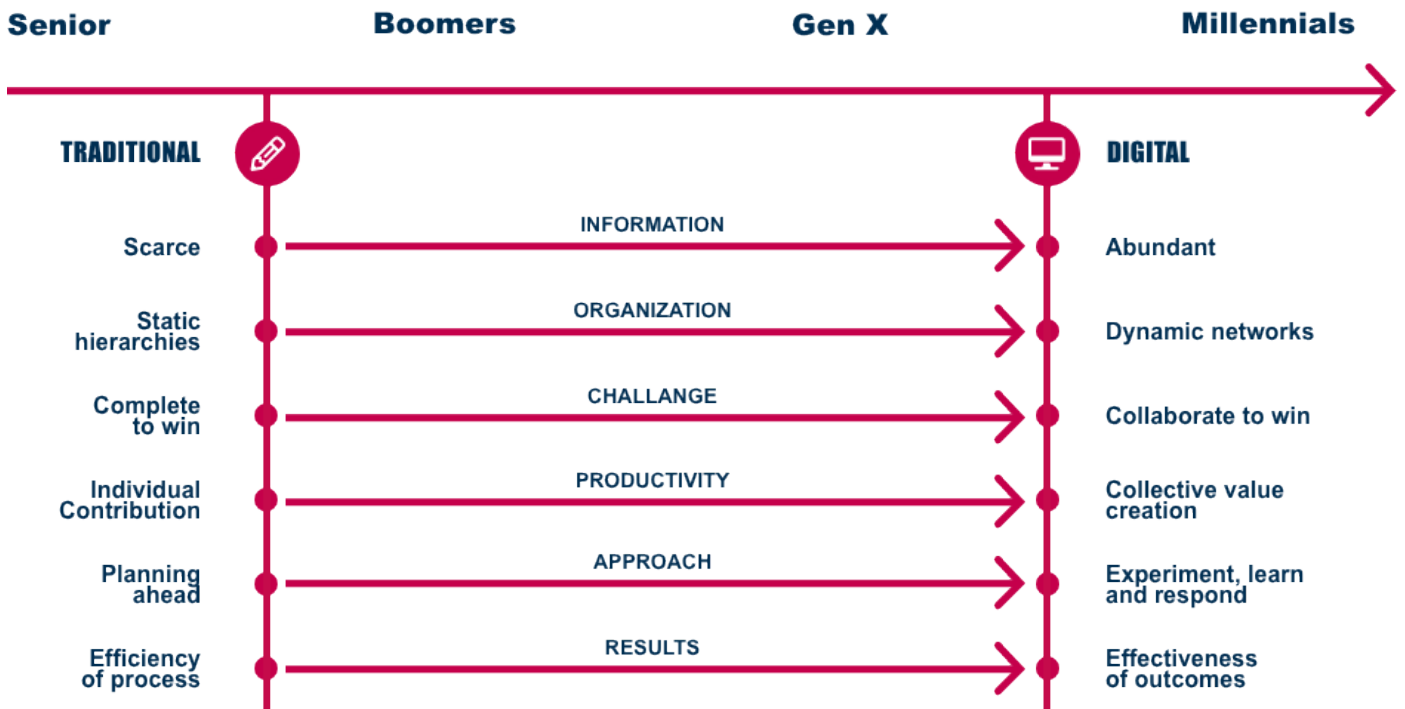 Senior Boomers Gen X Millennials
TRADITIONAL DIGITAL
INFORMATION
Scarce Abundant
ORGANIZATION
Static
hierarchies
Dynamic networks
CHALLANGE
Complete
to win
Collaborate to win
PRODUCTIVITY
Individual
Contribution
Collective value
creation
APPROACH
Planning
ahead
Experiment, learn
and respond
RESULTS
Efficiency
of process
Effectiveness
of outcomes